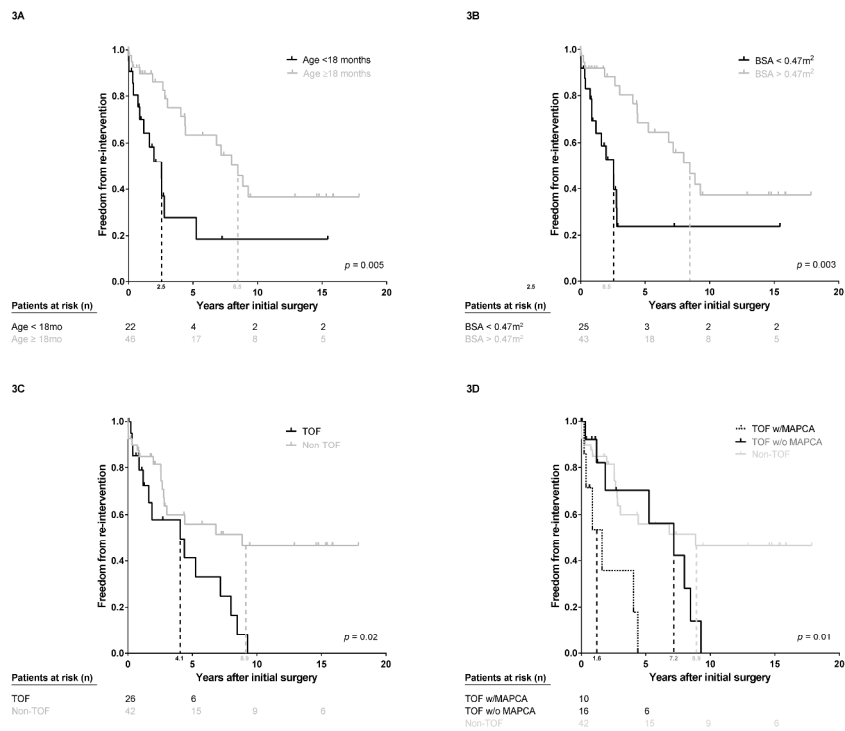 3A
Freedom from re-intervention
1.0
0.8
0.6
0.4
0.2
0.0
Age <18 months
Age ≥18 months
p = 0.005
0 5 10 15 20
2.5
Years after initial surgery
Patients at risk (n)
Age < 18mo 22 4 2 2
Age ≥ 18mo 46 17 8 5
3B
Freedom from re-intervention
1.0
0.8
0.6
0.4
0.2
0.0
BSA < 0.47m²
BSA > 0.47m²
p = 0.003
0 5 10 15 20
2.5
Years after initial surgery
Patients at risk (n)
BSA < 0.47m² 25 3 2 2
BSA > 0.47m² 43 18 8 5
3C
Freedom from re-intervention
1.0
0.8
0.6
0.4
0.2
0.0
TOF
Non TOF
p = 0.02
0 5 10 15 20
4.1
Years after initial surgery
Patients at risk (n)
TOF 26 6
Non-TOF 42 15 9 6
3D
Freedom from re-intervention
1.0
0.8
0.6
0.4
0.2
0.0
TOF w/MAPCA
TOF w/o MAPCA
Non-TOF
p = 0.01
0 5 10 15 20
1.6 7.2
Years after initial surgery
Patients at risk (n)
TOF w/MAPCA 10
TOF w/o MAPCA 16 6
Non-TOF 42 15 9 6